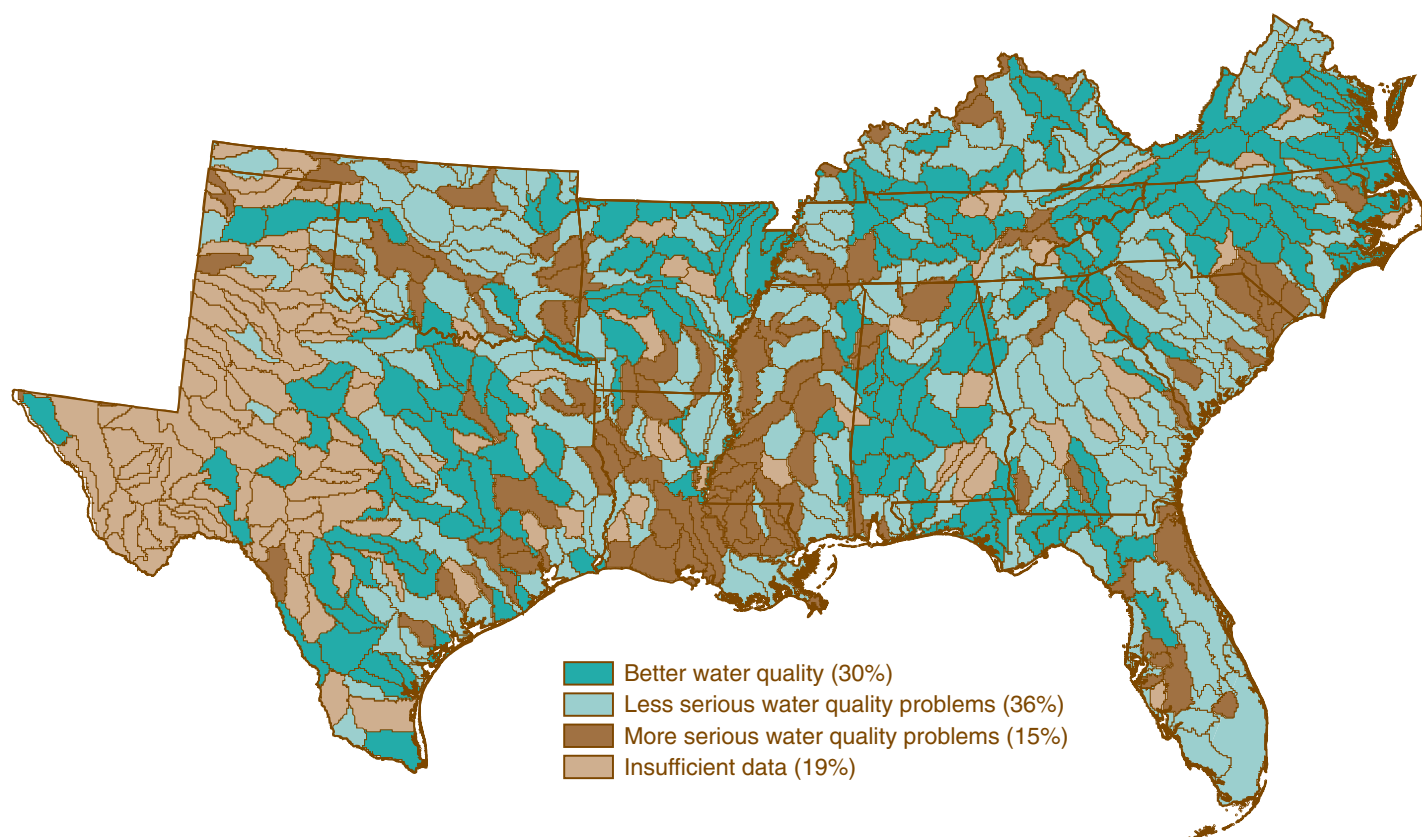 Better water quality (30%)
Less serious water quality problems (36%)
More serious water quality problems (15%)
Insufficient data (19%)